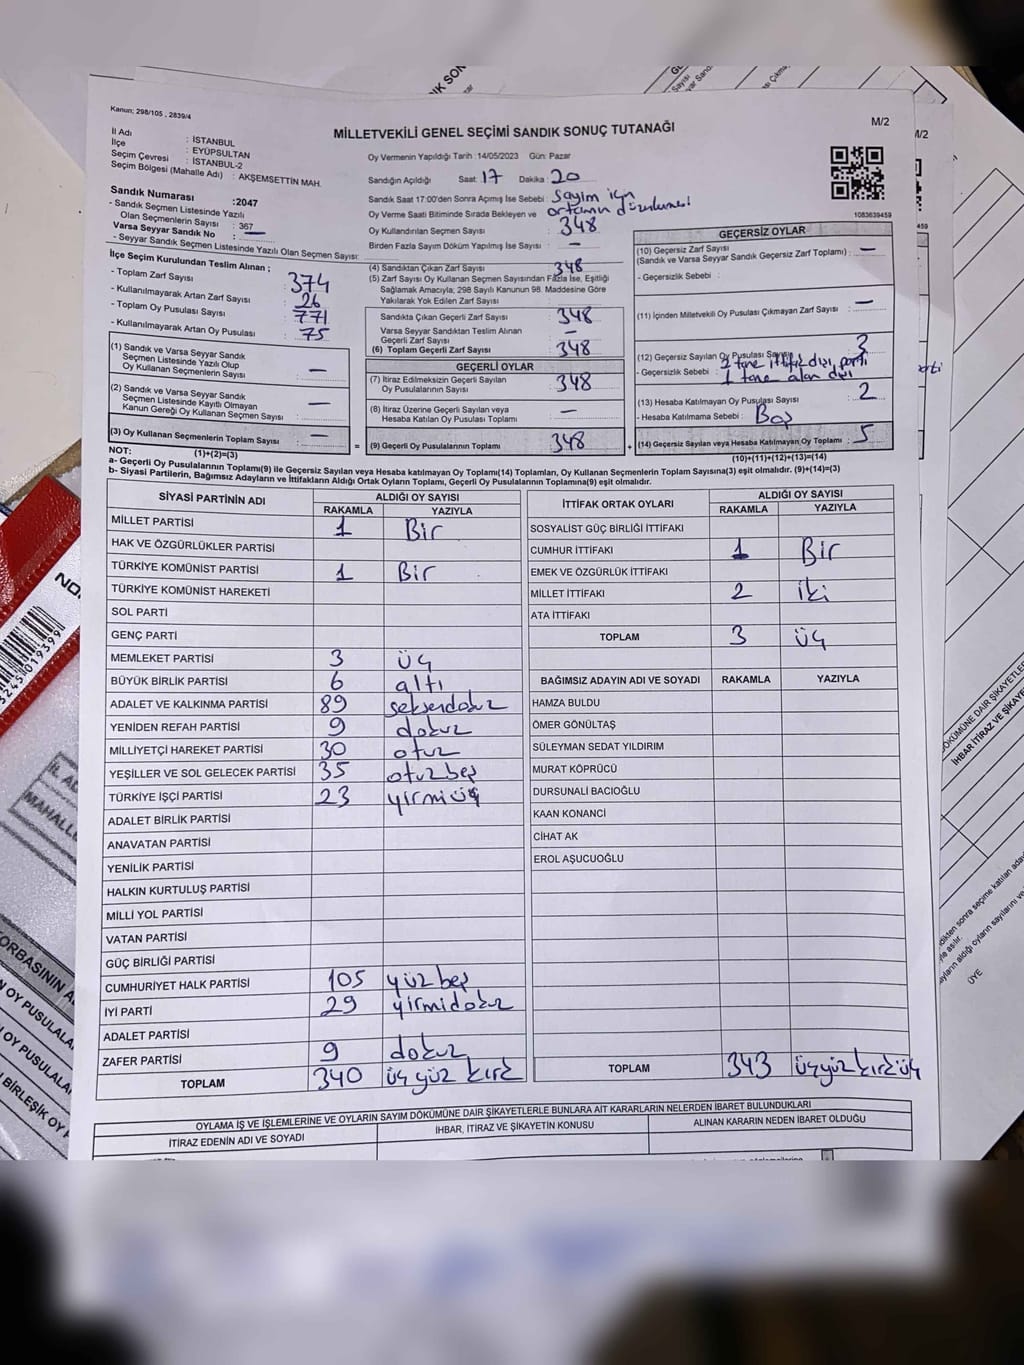 IK SON
Kanun; 298/105 , 2839/4
MİLLETVEKİLİ GENEL SEÇİMİ SANDIK SONUÇ TUTANAĞI
M/2
İl Adı : İSTANBUL
İlçe : EYÜPSULTAN
Seçim Çevresi : İSTANBUL-2
Seçim Bölgesi (Mahalle Adı) : AKŞEMSETTİN MAH.
Sandık Numarası :2047
- Sandık Seçmen Listesinde Yazılı
Olan Seçmenlerin Sayısı : 367
Varsa Seyyar Sandık No : —
- Seyyar Sandık Seçmen Listesinde Yazılı Olan Seçmen Sayısı:
Oy Vermenin Yapıldığı Tarih :14/05/2023 Gün: Pazar
Sandığın Açıldığı Saat: 17 Dakika: 20
Sandık Saat 17:00'den Sonra Açımış İse Sebebi : Sayım için
Oy Verme Saati Bitiminde Sırada Bekleyen ve ortamın düzenlemesi
Oy Kullandırılan Seçmen Sayısı : 348
Birden Fazla Sayım Döküm Yapılmış İse Sayısı : —
1083639459
İlçe Seçim Kurulundan Teslim Alınan ;
- Toplam Zarf Sayısı : 374
- Kullanılmayarak Artan Zarf Sayısı : 26
- Toplam Oy Pusulası Sayısı : 771
- Kullanılmayarak Artan Oy Pusulası : 75
(1) Sandık ve Varsa Seyyar Sandık
Seçmen Listesinde Yazılı Olup
Oy Kullanan Seçmenlerin Sayısı : —
(2) Sandık ve Varsa Seyyar Sandık
Seçmen Listesinde Kayıtlı Olmayan
Kanun Gereği Oy Kullanan Seçmen Sayısı : —
(3) Oy Kullanan Seçmenlerin Toplam Sayısı : —
(1)+(2)=(3)
(4) Sandıktan Çıkan Zarf Sayısı : 348
(5) Zarf Sayısı Oy Kullanan Seçmen Sayısından Fazla İse, Eşitliği
Sağlamak Amacıyla, 298 Sayılı Kanunun 98. Maddesine Göre
Yakılarak Yok Edilen Zarf Sayısı :
Sandıkta Çıkan Geçerli Zarf Sayısı : 348
Varsa Seyyar Sandıktan Teslim Alınan
Geçerli Zarf Sayısı : —
(6) Toplam Geçerli Zarf Sayısı : 348
GEÇERLİ OYLAR
(7) İtiraz Edilmeksizin Geçerli Sayılan
Oy Pusulalarının Sayısı : 348
(8) İtiraz Üzerine Geçerli Sayılan veya
Hesaba Katılan Oy Pusulası Toplamı : —
= (9) Geçerli Oy Pusulalarının Toplamı : 348 +
GEÇERSİZ OYLAR
(10) Geçersiz Zarf Sayısı
(Sandık ve Varsa Seyyar Sandık Geçersiz Zarf Toplamı) : —
- Geçersizlik Sebebi :
(11) İçinden Milletvekili Oy Pusulası Çıkmayan Zarf Sayısı : —
(12) Geçersiz Sayılan Oy Pusulası Sayısı : 3
- Geçersizlik Sebebi : 2 tane ittifak dışı parti
1 tane alan dışı
(13) Hesaba Katılmayan Oy Pusulası Sayısı : 2
- Hesaba Katılmama Sebebi : Boş
(14) Geçersiz Sayılan veya Hesaba Katılmayan Oy Toplamı : 5
(10)+(11)+(12)+(13)=(14)
NOT:
a- Geçerli Oy Pusulalarının Toplamı(9) ile Geçersiz Sayılan veya Hesaba katılmayan Oy Toplamı(14) Toplamları, Oy Kullanan Seçmenlerin Toplam Sayısına(3) eşit olmalıdır. (9)+(14)=(3)
b- Siyasi Partilerin, Bağımsız Adayların ve İttifakların Aldığı Ortak Oyların Toplamı, Geçerli Oy Pusulalarının Toplamına(9) eşit olmalıdır.
SİYASİ PARTİNİN ADI ALDIĞI OY SAYISI
RAKAMLA YAZIYLA
MİLLET PARTİSİ 1 Bir
HAK VE ÖZGÜRLÜKLER PARTİSİ
TÜRKİYE KOMÜNİST PARTİSİ 1 Bir
TÜRKİYE KOMÜNİST HAREKETİ
SOL PARTİ
GENÇ PARTİ
MEMLEKET PARTİSİ 3 üç
BÜYÜK BİRLİK PARTİSİ 6 altı
ADALET VE KALKINMA PARTİSİ 89 seksendokuz
YENİDEN REFAH PARTİSİ 9 dokuz
MİLLİYETÇİ HAREKET PARTİSİ 30 otuz
YEŞİLLER VE SOL GELECEK PARTİSİ 35 otuzbeş
TÜRKİYE İŞÇİ PARTİSİ 23 yirmiüç
ADALET BİRLİK PARTİSİ
ANAVATAN PARTİSİ
YENİLİK PARTİSİ
HALKIN KURTULUŞ PARTİSİ
MİLLİ YOL PARTİSİ
VATAN PARTİSİ
GÜÇ BİRLİĞİ PARTİSİ
CUMHURİYET HALK PARTİSİ 105 yüzbeş
İYİ PARTİ 29 yirmidokuz
ADALET PARTİSİ
ZAFER PARTİSİ 9 dokuz
TOPLAM 340 üçyüz kırk
İTTİFAK ORTAK OYLARI ALDIĞI OY SAYISI
RAKAMLA YAZIYLA
SOSYALİST GÜÇ BİRLİĞİ İTTİFAKI
CUMHUR İTTİFAKI 1 Bir
EMEK VE ÖZGÜRLÜK İTTİFAKI
MİLLET İTTİFAKI 2 iki
ATA İTTİFAKI
TOPLAM 3 üç
BAĞIMSIZ ADAYIN ADI VE SOYADI RAKAMLA YAZIYLA
HAMZA BULDU
ÖMER GÖNÜLTAŞ
SÜLEYMAN SEDAT YILDIRIM
MURAT KÖPRÜCÜ
DURSUNALİ BACIOĞLU
KAAN KONANCİ
CİHAT AK
EROL AŞUCUOĞLU
TOPLAM 343 üçyüz kırküç
OYLAMA İŞ VE İŞLEMLERİNE VE OYLARIN SAYIM DÖKÜMÜNE DAİR ŞİKAYETLERLE BUNLARA AİT KARARLARIN NELERDEN İBARET BULUNDUKLARI
İTİRAZ EDENİN ADI VE SOYADI İHBAR, İTİRAZ VE ŞİKAYETİN KONUSU ALINAN KARARIN NEDEN İBARET OLDUĞU
3245101939
MAHALL
ORBASININ A
OY PUSULALA
OY PUSULALA
BİRLEŞİK OY P
M/2
459
ÜYE